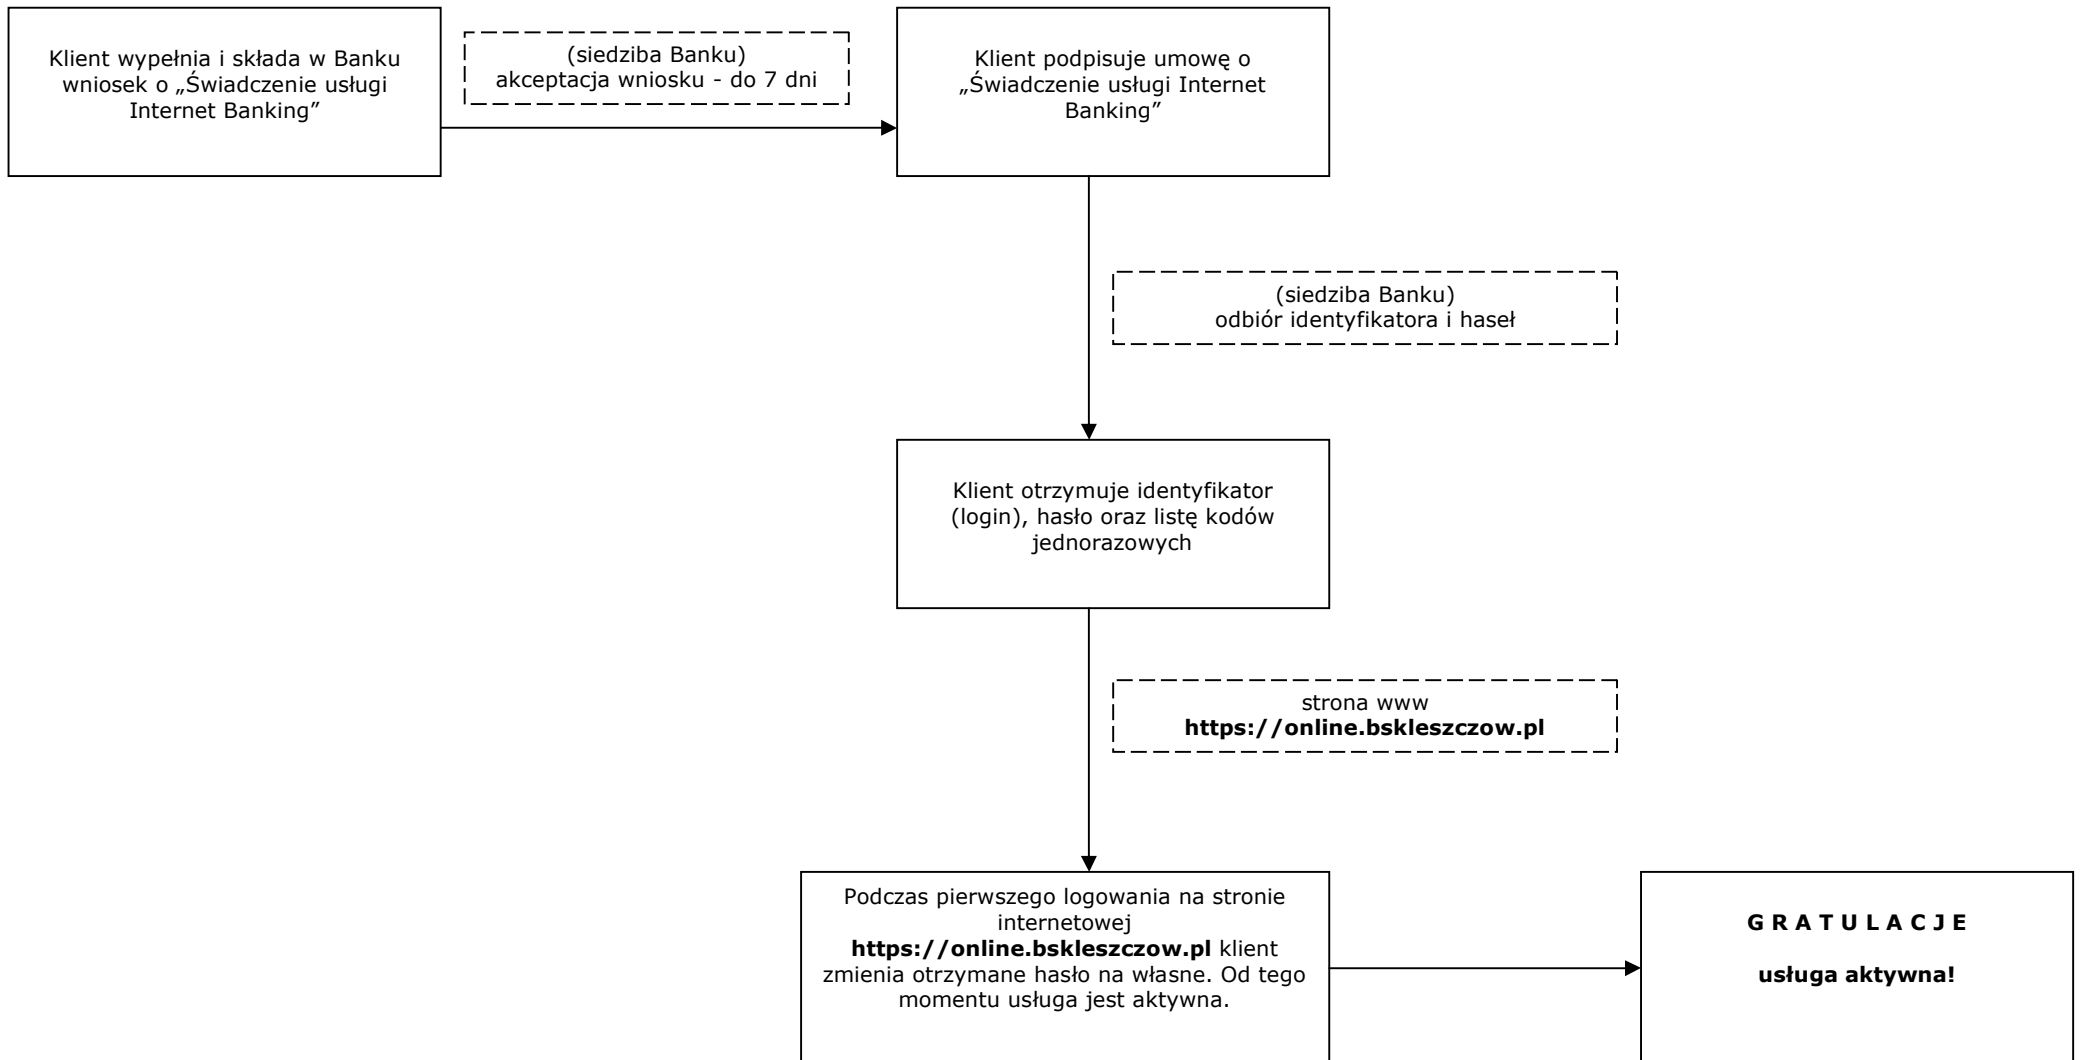 Klient wypełnia i składa w Banku
wniosek o „Świadczenie usługi
Internet Banking”
(siedziba Banku)
akceptacja wniosku - do 7 dni
Klient podpisuje umowę o
„Świadczenie usługi Internet
Banking”
(siedziba Banku)
odbiór identyfikatora i haseł
Klient otrzymuje identyfikator
(login), hasło oraz listę kodów
jednorazowych
strona www
https://online.bskleszczow.pl
Podczas pierwszego logowania na stronie
internetowej
https://online.bskleszczow.pl klient
zmienia otrzymane hasło na własne. Od tego
momentu usługa jest aktywna.
G R A T U L A C J E
usługa aktywna!